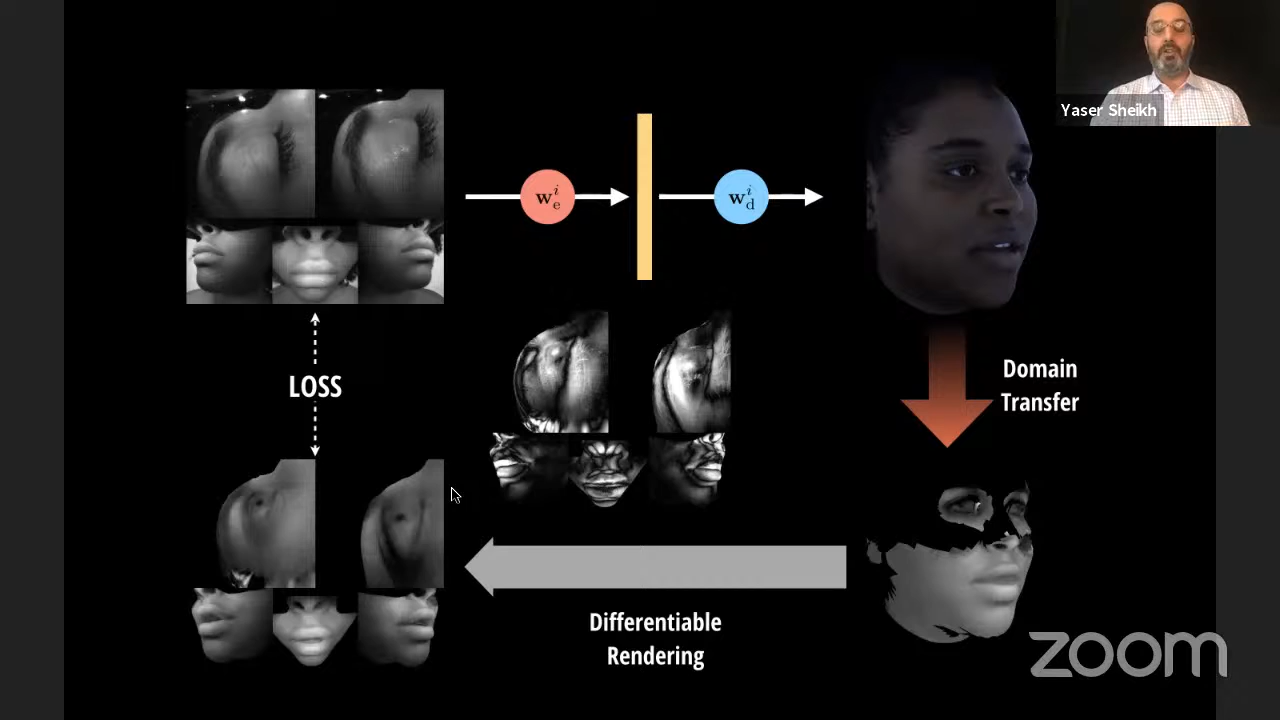 Yaser Sheikh
w_e^i
w_d^i
LOSS
Domain
Transfer
Differentiable
Rendering
zoom